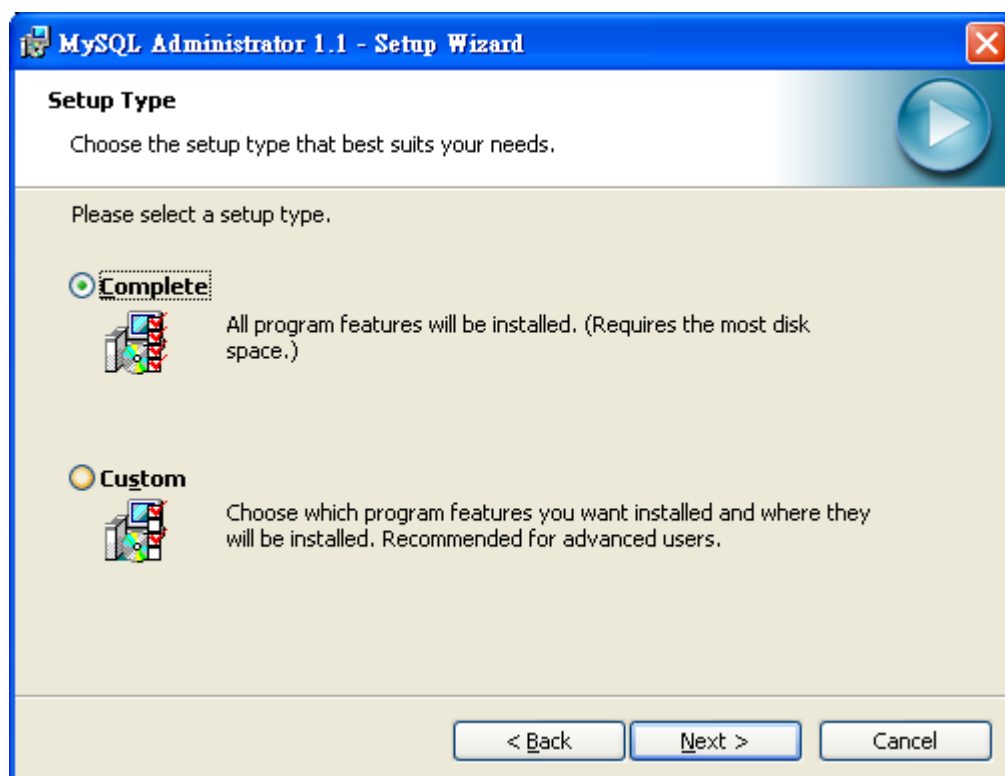 MySQL Administrator 1.1 - Setup Wizard
Setup Type
Choose the setup type that best suits your needs.
Please select a setup type.
Complete
All program features will be installed. (Requires the most disk
space.)
Custom
Choose which program features you want installed and where they
will be installed. Recommended for advanced users.
< Back
Next >
Cancel